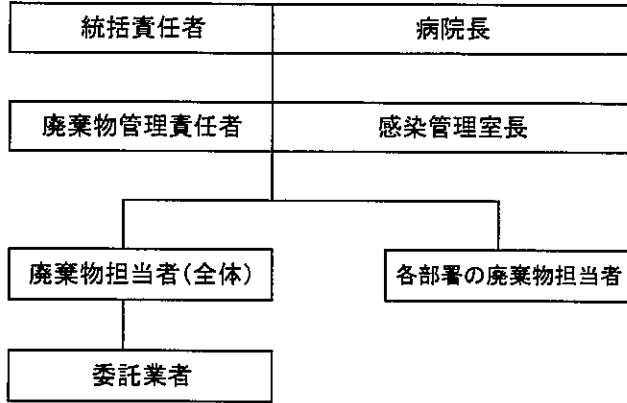 統括責任者 病院長
廃棄物管理責任者 感染管理室長
廃棄物担当者(全体) 各部署の廃棄物担当者
委託業者